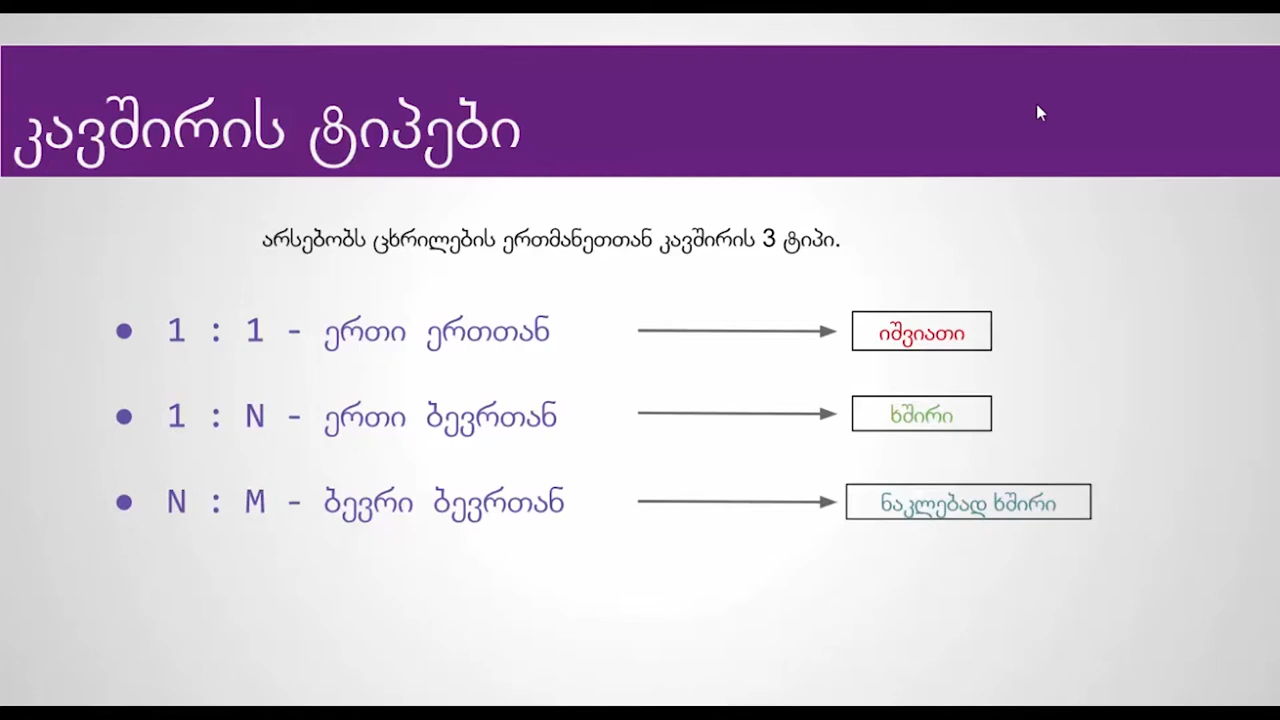 კავშირის ტიპები
არსებობს ცხრილების ერთმანეთთან კავშირის 3 ტიპი.
● 1 : 1 - ერთი ერთთან
იშვიათი
● 1 : N - ერთი ბევრთან
ხშირი
● N : M - ბევრი ბევრთან
ნაკლებად ხშირი